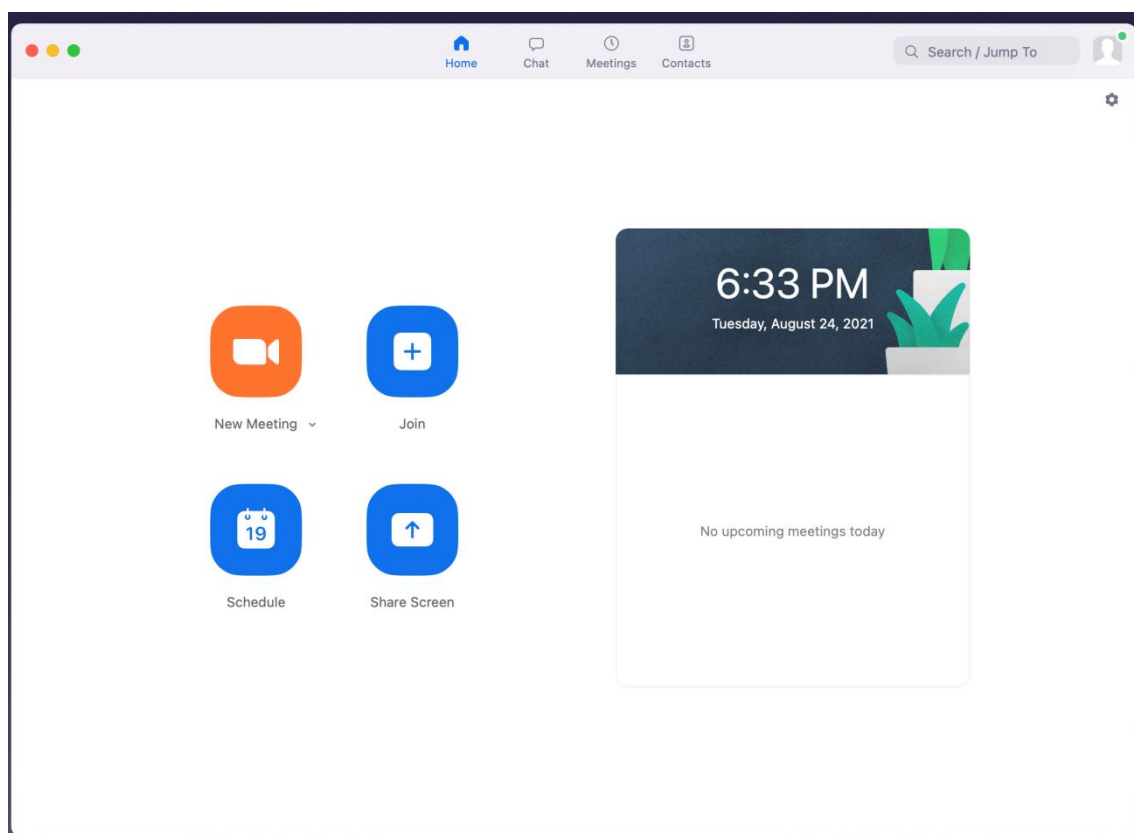 Home
Chat
Meetings
Contacts
Search / Jump To
6:33 PM
Tuesday, August 24, 2021
New Meeting
Join
19
Schedule
Share Screen
No upcoming meetings today